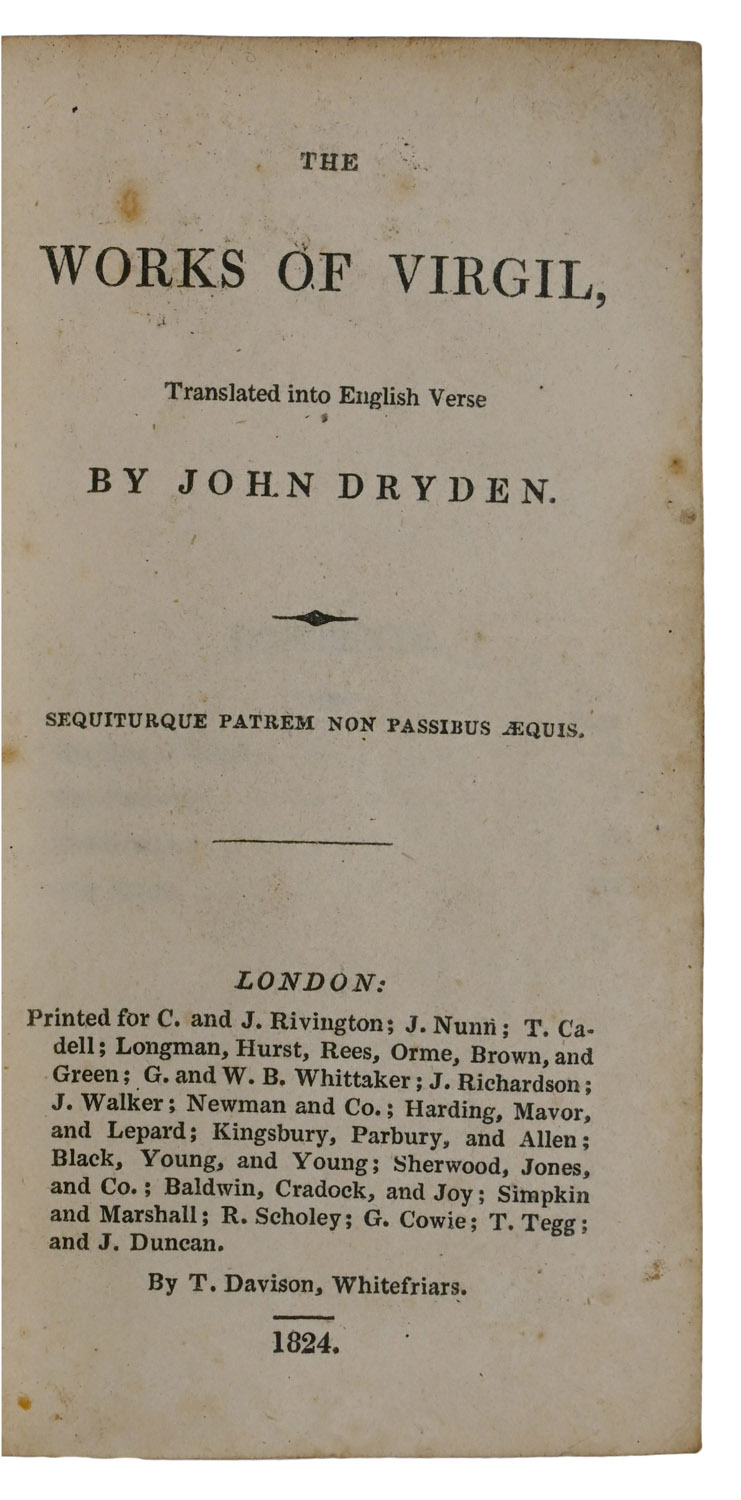 THE
WORKS OF VIRGIL,
Translated into English Verse
BY JOHN DRYDEN.
SEQUITURQUE PATREM NON PASSIBUS ÆQUIS.
LONDON:
Printed for C. and J. Rivington; J. Nunn; T. Ca-
dell; Longman, Hurst, Rees, Orme, Brown, and
Green; G. and W. B. Whittaker; J. Richardson;
J. Walker; Newman and Co.; Harding, Mavor,
and Lepard; Kingsbury, Parbury, and Allen;
Black, Young, and Young; Sherwood, Jones,
and Co.; Baldwin, Cradock, and Joy; Simpkin
and Marshall; R. Scholey; G. Cowie; T. Tegg;
and J. Duncan.
By T. Davison, Whitefriars.
1824.